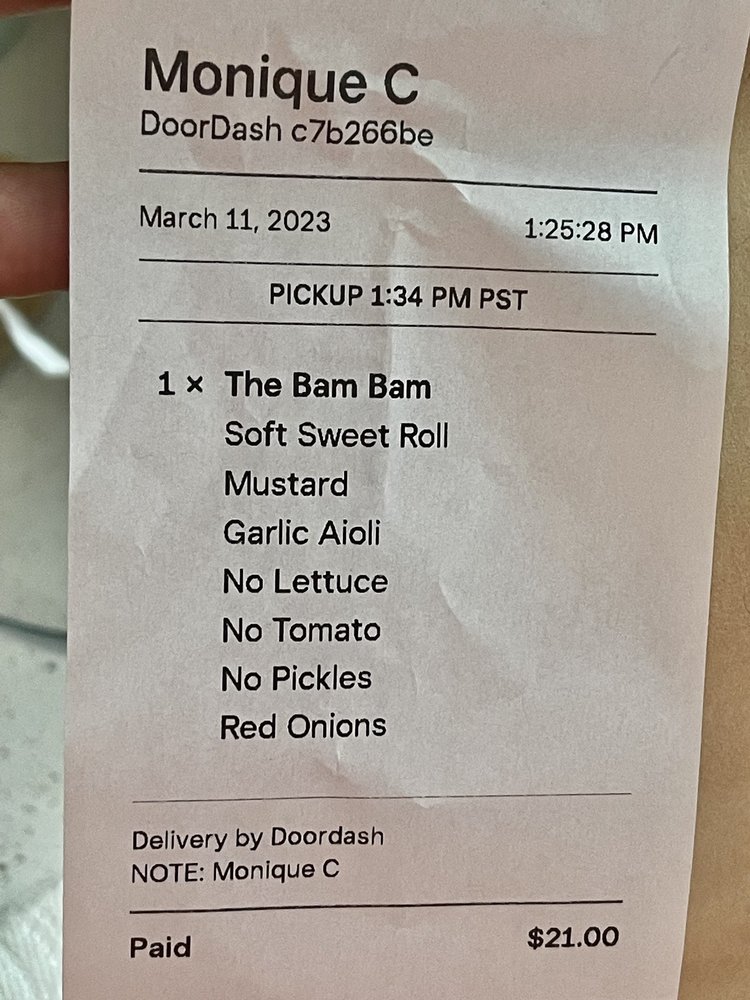 Monique C
DoorDash c7b266be
March 11, 2023 1:25:28 PM
PICKUP 1:34 PM PST
1 × The Bam Bam
Soft Sweet Roll
Mustard
Garlic Aioli
No Lettuce
No Tomato
No Pickles
Red Onions
Delivery by Doordash
NOTE: Monique C
Paid $21.00